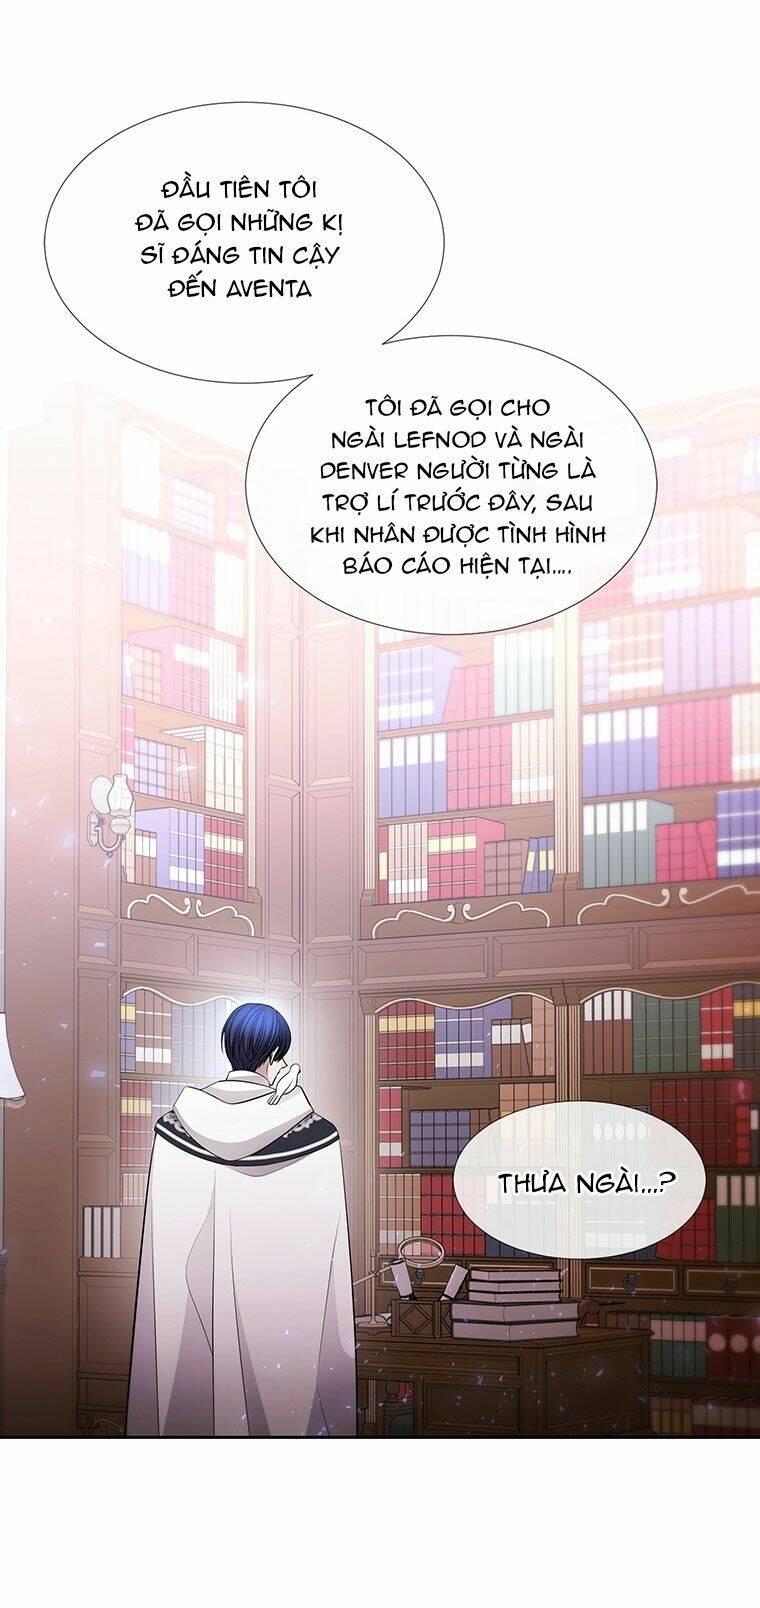 ĐẦU TIÊN TÔI
ĐÃ GỌI NHỮNG KỊ
SĨ ĐÁNG TIN CẬY
ĐẾN AVENTA
TÔI ĐÃ GỌI CHO
NGÀI LEFNOD VÀ NGÀI
DENVER NGƯỜI TỪNG LÀ
TRỢ LÍ TRƯỚC ĐÂY, SAU
KHI NHÂN ĐƯỢC TÌNH HÌNH
BÁO CÁO HIỆN TẠI....
THƯA NGÀI...?